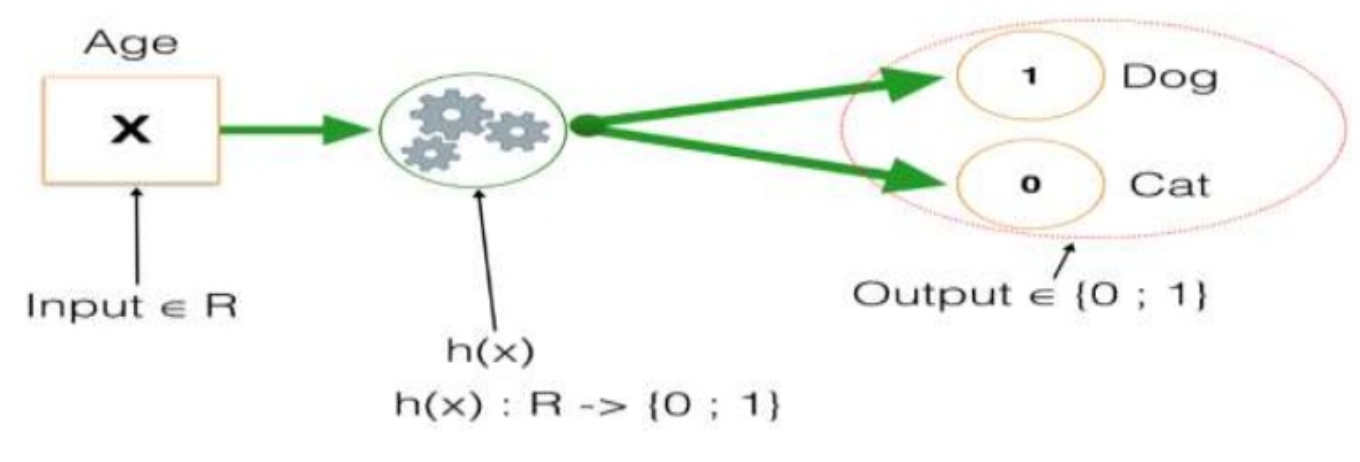 Age
X
1 Dog
0 Cat
Input ∈ R
Output ∈ {0 ; 1}
h(x)
h(x) : R -> {0 ; 1}